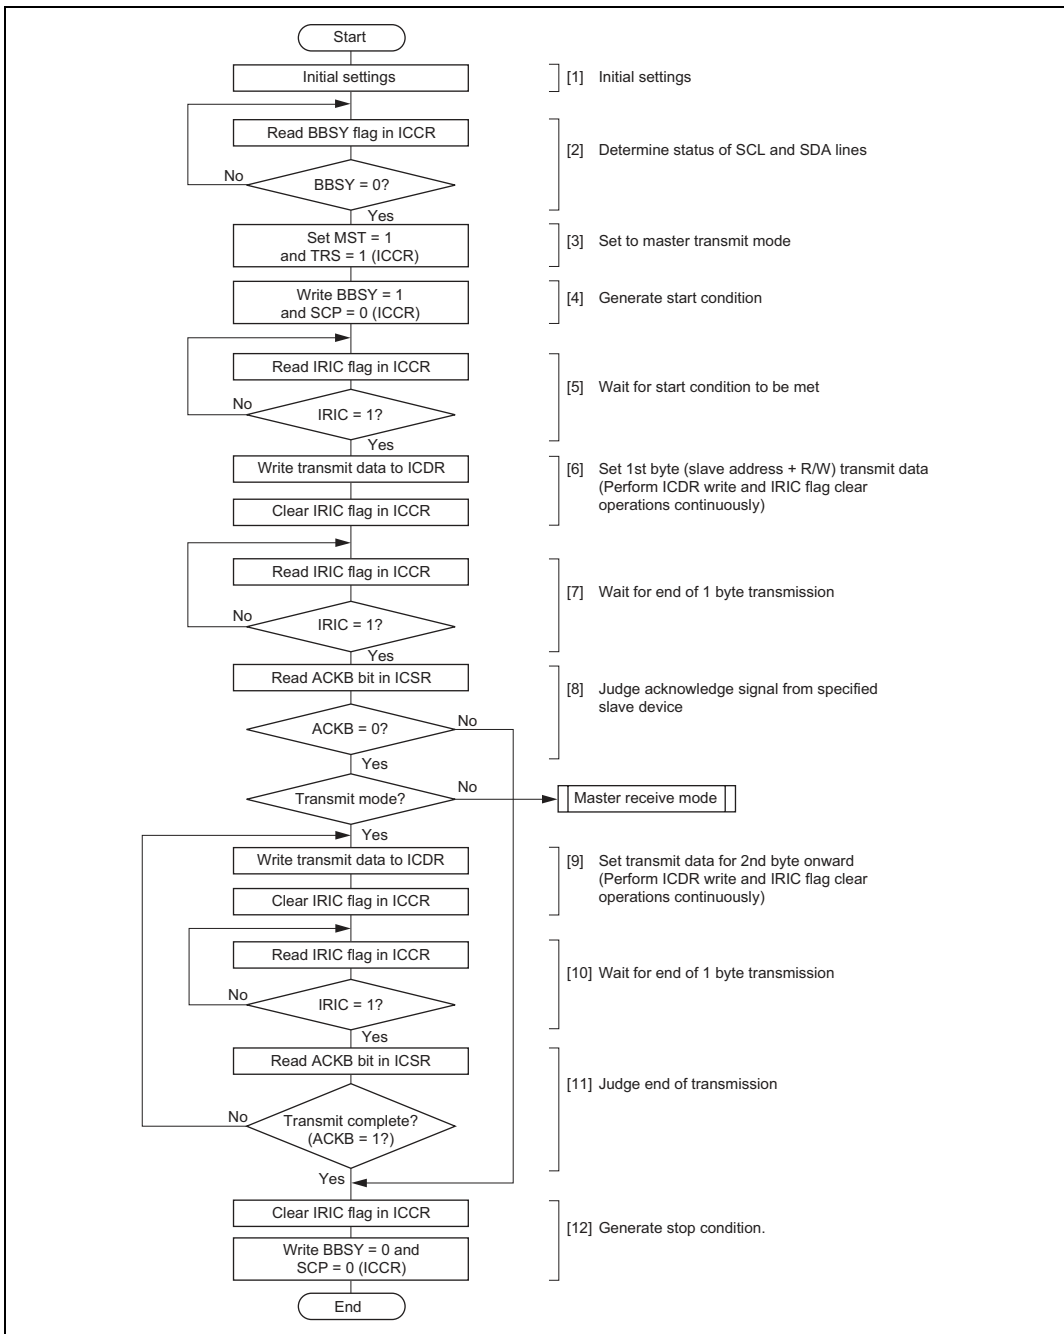 Start
Initial settings
[1] Initial settings
Read BBSY flag in ICCR
[2] Determine status of SCL and SDA lines
No
BBSY = 0?
Yes
Set MST = 1
and TRS = 1 (ICCR)
[3] Set to master transmit mode
Write BBSY = 1
and SCP = 0 (ICCR)
[4] Generate start condition
Read IRIC flag in ICCR
[5] Wait for start condition to be met
No
IRIC = 1?
Yes
Write transmit data to ICDR
[6] Set 1st byte (slave address + R/W) transmit data
(Perform ICDR write and IRIC flag clear
operations continuously)
Clear IRIC flag in ICCR
Read IRIC flag in ICCR
[7] Wait for end of 1 byte transmission
No
IRIC = 1?
Yes
Read ACKB bit in ICSR
[8] Judge acknowledge signal from specified
slave device
ACKB = 0?
No
Yes
Transmit mode?
No
Master receive mode
Yes
Write transmit data to ICDR
[9] Set transmit data for 2nd byte onward
(Perform ICDR write and IRIC flag clear
operations continuously)
Clear IRIC flag in ICCR
Read IRIC flag in ICCR
[10] Wait for end of 1 byte transmission
No
IRIC = 1?
Yes
Read ACKB bit in ICSR
[11] Judge end of transmission
No
Transmit complete?
(ACKB = 1?)
Yes
Clear IRIC flag in ICCR
[12] Generate stop condition.
Write BBSY = 0 and
SCP = 0 (ICCR)
End